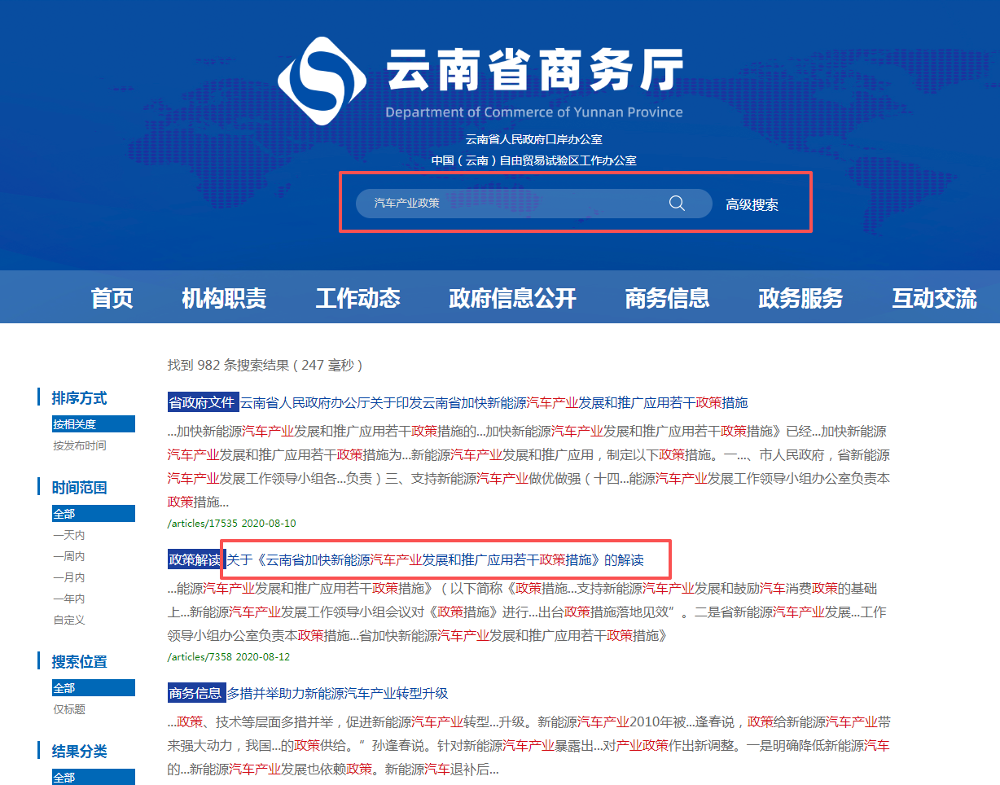 云南省商务厅
Department of Commerce of Yunnan Province
云南省人民政府口岸办公室
中国（云南）自由贸易试验区工作办公室
汽车产业政策
高级搜索
首页 机构职责 工作动态 政府信息公开 商务信息 政务服务 互动交流
找到 982 条搜索结果（247 毫秒）
排序方式
按相关度
按发布时间
时间范围
全部
一天内
一周内
一月内
一年内
自定义
搜索位置
全部
仅标题
结果分类
全部
省政府文件 云南省人民政府办公厅关于印发云南省加快新能源汽车产业发展和推广应用若干政策措施
...加快新能源汽车产业发展和推广应用若干政策措施的...加快新能源汽车产业发展和推广应用若干政策措施》已经...加快新能源
汽车产业发展和推广应用若干政策措施为...新能源汽车产业发展和推广应用，制定以下政策措施。一...、市人民政府，省新能源
汽车产业发展工作领导小组各...负责）三、支持新能源汽车产业做优做强（十四...能源汽车产业发展工作领导小组办公室负责本
政策措施...
/articles/17535 2020-08-10
政策解读 关于《云南省加快新能源汽车产业发展和推广应用若干政策措施》的解读
...能源汽车产业发展和推广应用若干政策措施》（以下简称《政策措施...支持新能源汽车产业发展和鼓励汽车消费政策的基础
上...新能源汽车产业发展工作领导小组会议对《政策措施》进行...出台政策措施落地见效”。二是省新能源汽车产业发展...工作
领导小组办公室负责本政策措施...省加快新能源汽车产业发展和推广应用若干政策措施》
/articles/7358 2020-08-12
商务信息 多措并举助力新能源汽车产业转型升级
...政策、技术等层面多措并举，促进新能源汽车产业转型...升级。新能源汽车产业2010年被...逄春说，政策给新能源汽车产业带
来强大动力，我国...的政策供给。”孙逢春说。针对新能源汽车产业暴露出...对产业政策作出新调整。一是明确降低新能源汽车
的...新能源汽车产业发展也依赖政策。新能源汽车退补后...